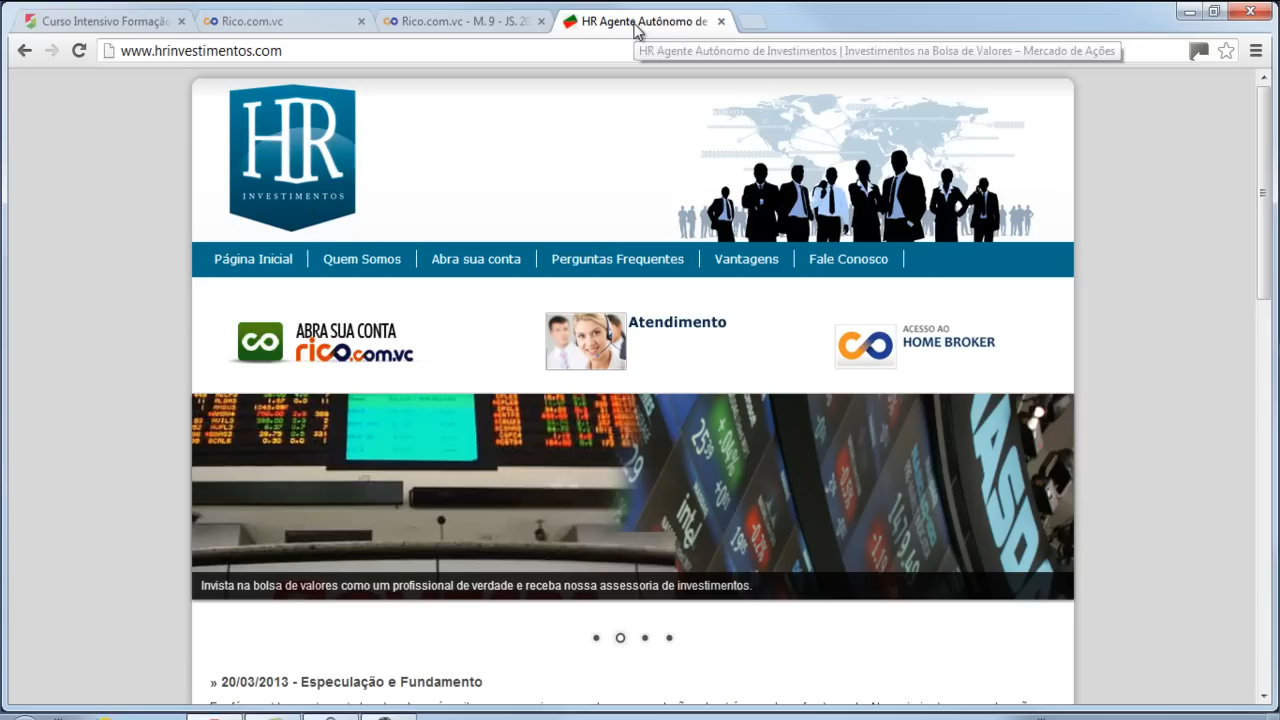 Curso Intensivo Formação
Rico.com.vc
Rico.com.vc - M. 9 - JS. 20
HR Agente Autônomo de
www.hrinvestimentos.com
HR Agente Autônomo de Investimentos | Investimentos na Bolsa de Valores – Mercado de Ações
HR
INVESTIMENTOS
Página Inicial
Quem Somos
Abra sua conta
Perguntas Frequentes
Vantagens
Fale Conosco
ABRA SUA CONTA
rico.com.vc
Atendimento
ACESSO AO
HOME BROKER
intel
NASD
Invista na bolsa de valores como um profissional de verdade e receba nossa assessoria de investimentos.
» 20/03/2013 - Especulação e Fundamento